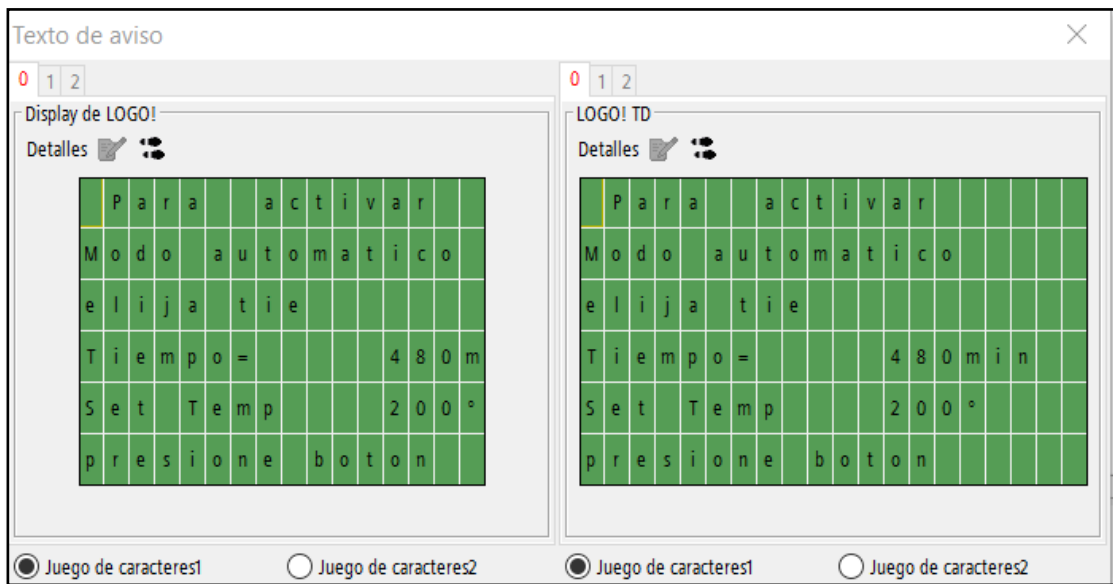 Texto de aviso
0 1 2
Display de LOGO!
Detalles
Para activar
Modo automatico
elija tie
Tiempo= 480m
Set Temp 200°
presione boton
Juego de caracteres1 Juego de caracteres2
0 1 2
LOGO! TD
Detalles
Para activar
Modo automatico
elija tie
Tiempo= 480min
Set Temp 200°
presione boton
Juego de caracteres1 Juego de caracteres2